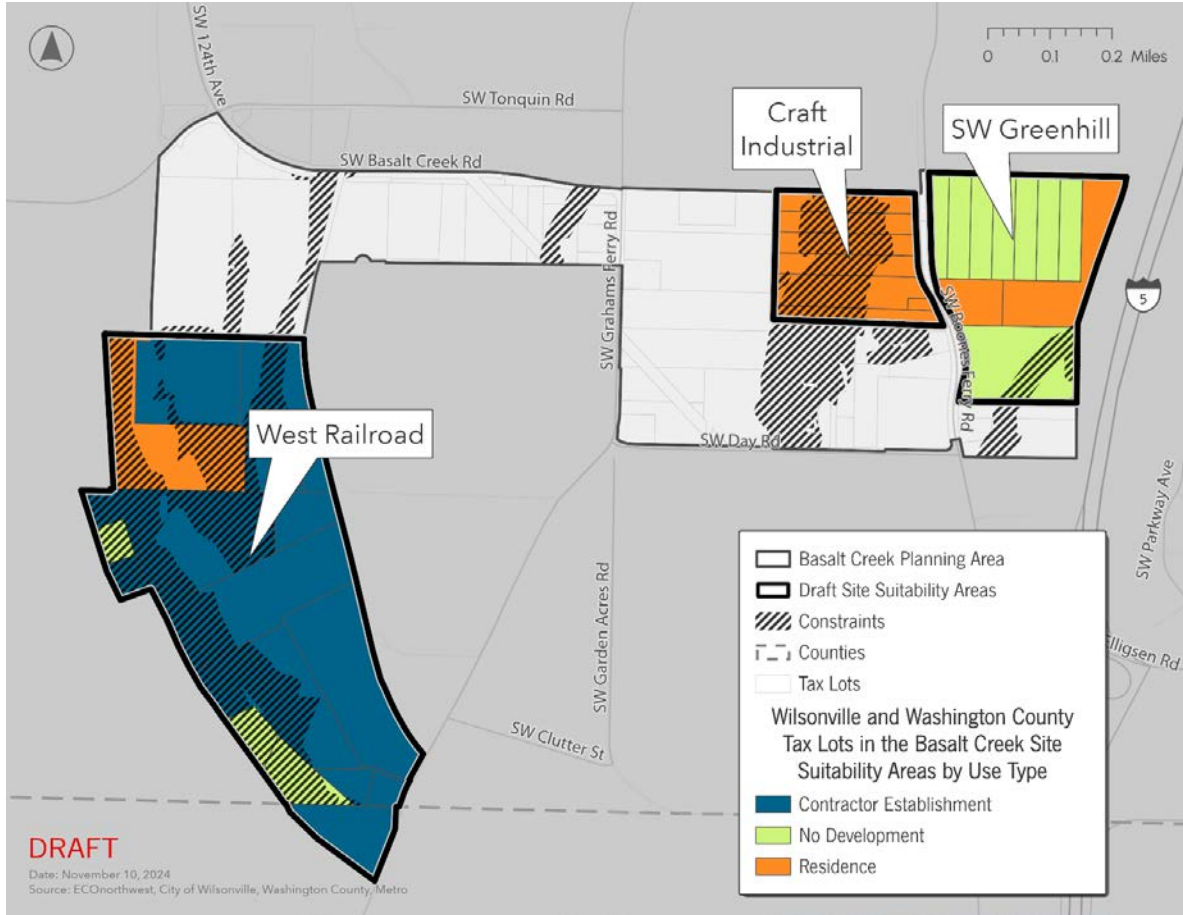 SW 124th Ave
0 0.1 0.2 Miles
SW Tonquin Rd
Craft
Industrial
SW Greenhill
SW Basalt Creek Rd
SW Grahams Ferry Rd
5
SW Boones Ferry Rd
West Railroad
SW Day Rd
SW Parkway Ave
SW Garden Acres Rd
Elligsen Rd
SW Clutter St
Basalt Creek Planning Area
Draft Site Suitability Areas
Constraints
Counties
Tax Lots
Wilsonville and Washington County
Tax Lots in the Basalt Creek Site
Suitability Areas by Use Type
Contractor Establishment
No Development
Residence
DRAFT
Date: November 10, 2024
Source: ECOnorthwest, City of Wilsonville, Washington County, Metro